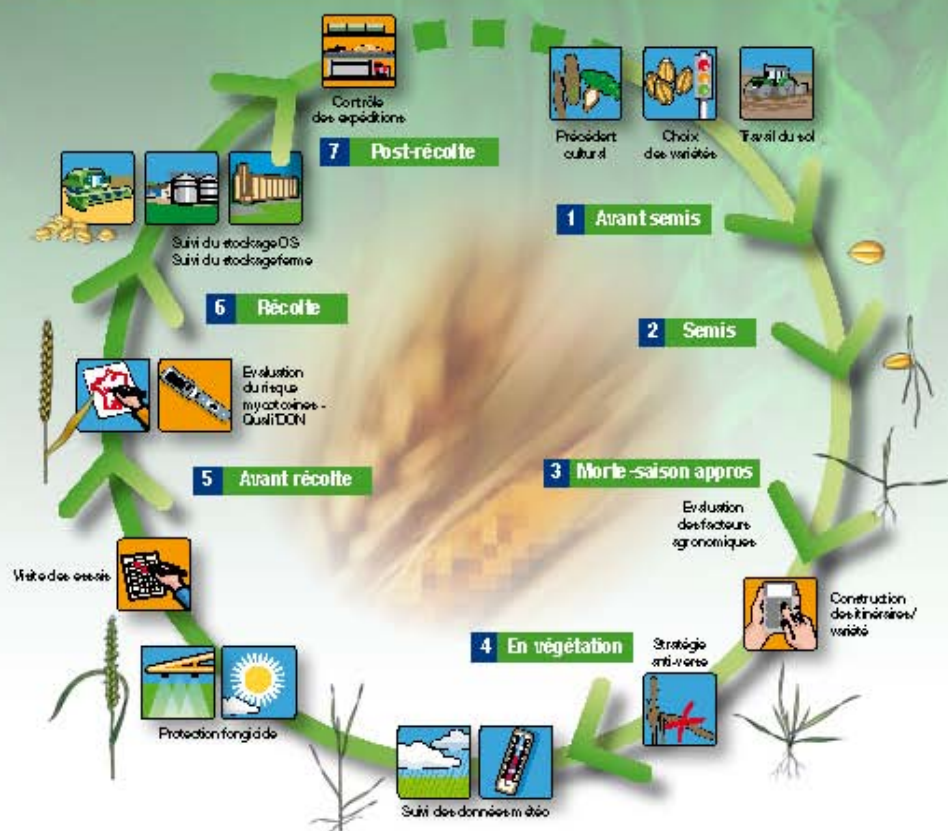 Contrôle
des expéditions
7 Post-récolte
Précédent
cultural
Choix
des variétés
Travail du sol
1 Avant semis
2 Semis
3 Morte-saison appros
Evaluation
des facteurs
agronomiques
Construction
des itinéraires/
variété
4 En végétation
Stratégie
anti-verse
Suivi des données météo
Protection fongicide
Visite des essais
5 Avant récolte
Evaluation
du risque
mycotoxines -
Quali'DON
6 Récolte
Suivi du stockage OS
Suivi du stockage ferme